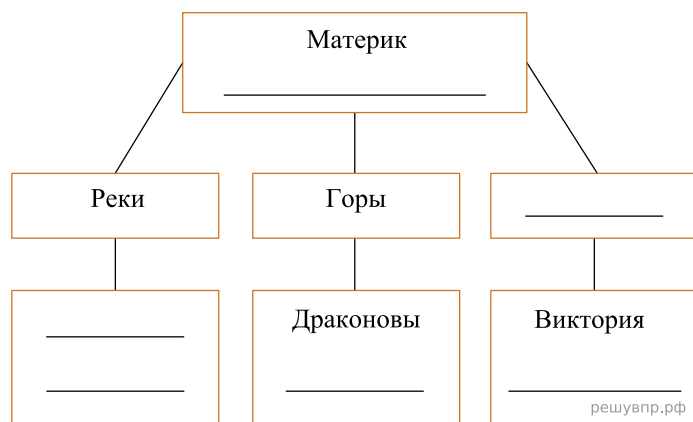 Материк
Реки
Горы
Драконовы
Виктория
решувпр.рф